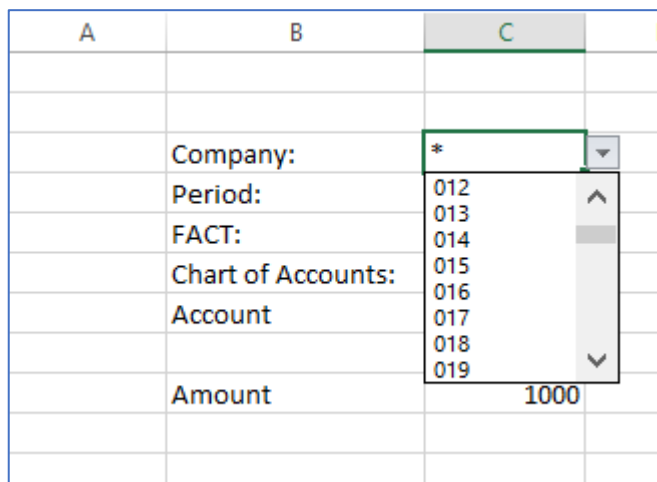 A B C
Company: *
Period: 012
013
FACT: 014
Chart of Accounts: 015
016
Account 017
018
019
Amount 1000